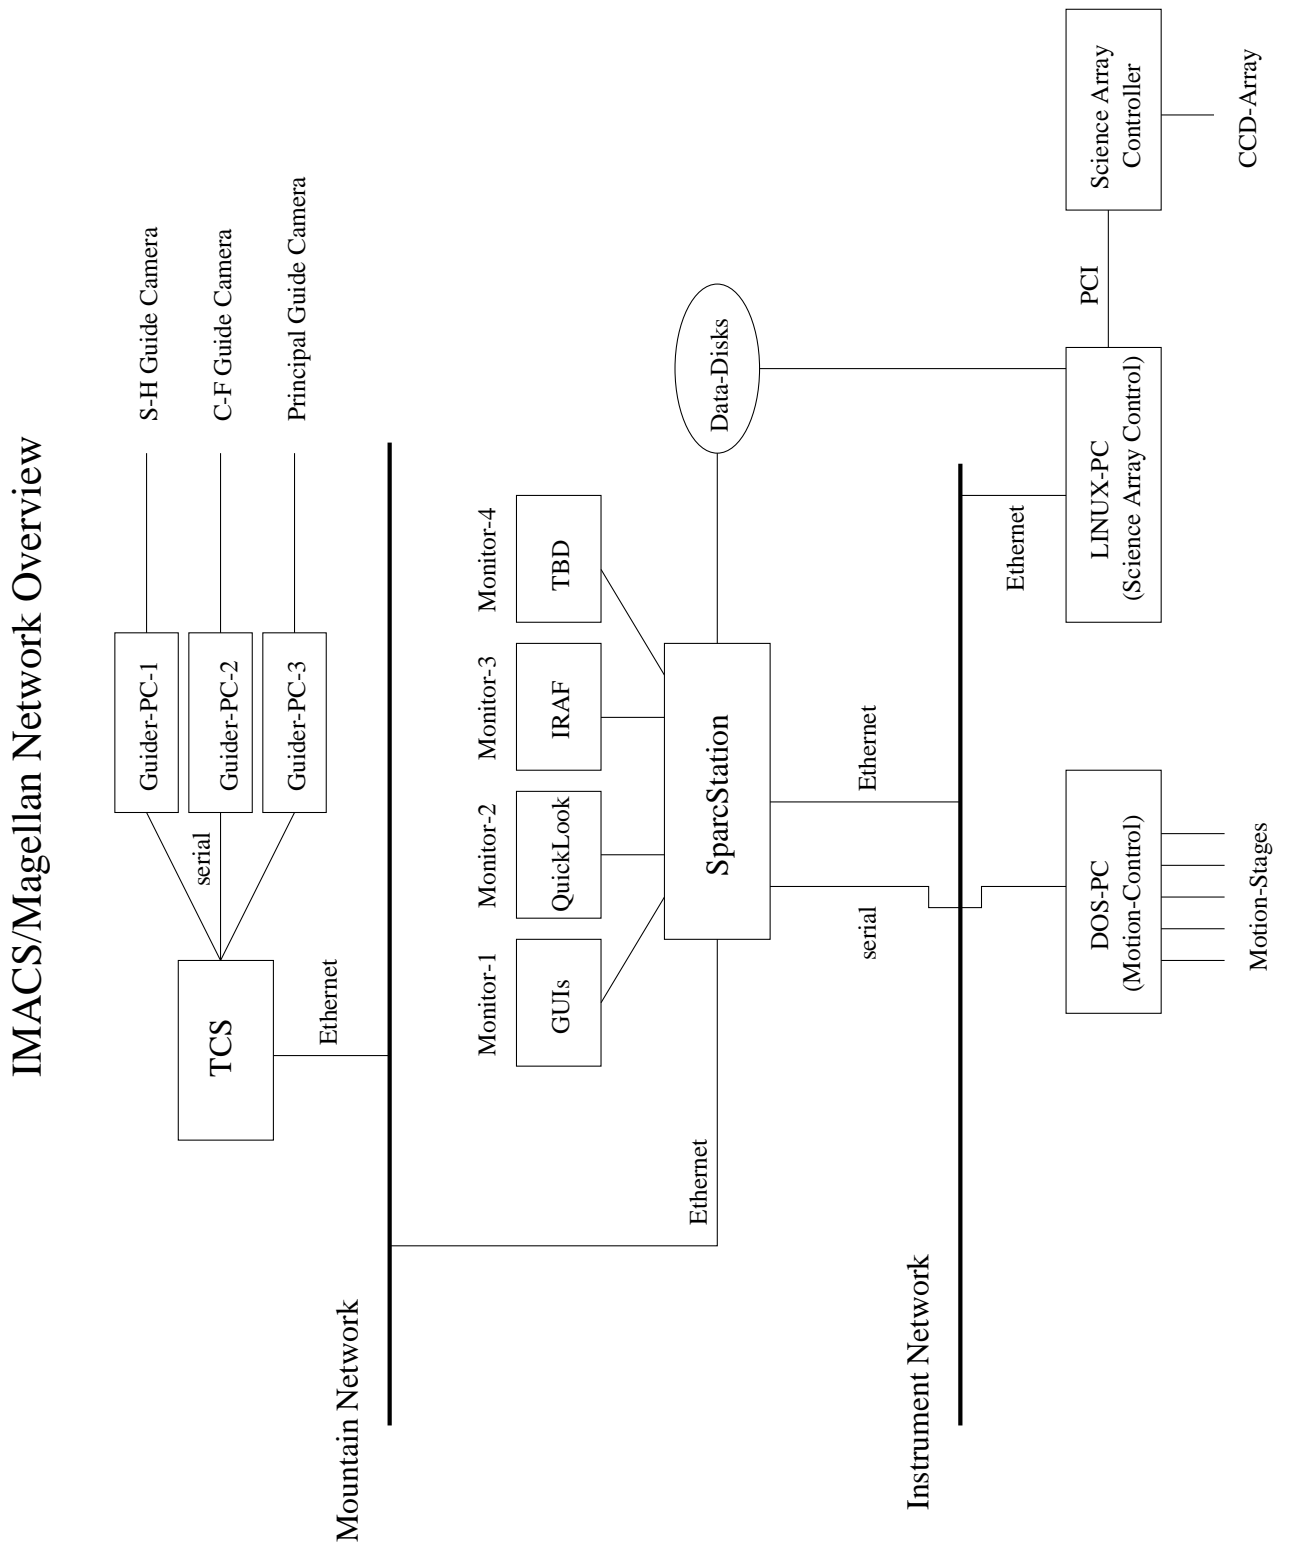 IMACS/Magellan Network Overview
Guider-PC-1
S-H Guide Camera
serial
Guider-PC-2
C-F Guide Camera
TCS
Guider-PC-3
Principal Guide Camera
Ethernet
Mountain Network
Monitor-1
Monitor-2
Monitor-3
Monitor-4
GUIs
QuickLook
IRAF
TBD
Ethernet
SparcStation
Data-Disks
serial
Ethernet
Instrument Network
Ethernet
PCI
DOS-PC
(Motion-Control)
LINUX-PC
(Science Array Control)
Science Array
Controller
Motion-Stages
CCD-Array